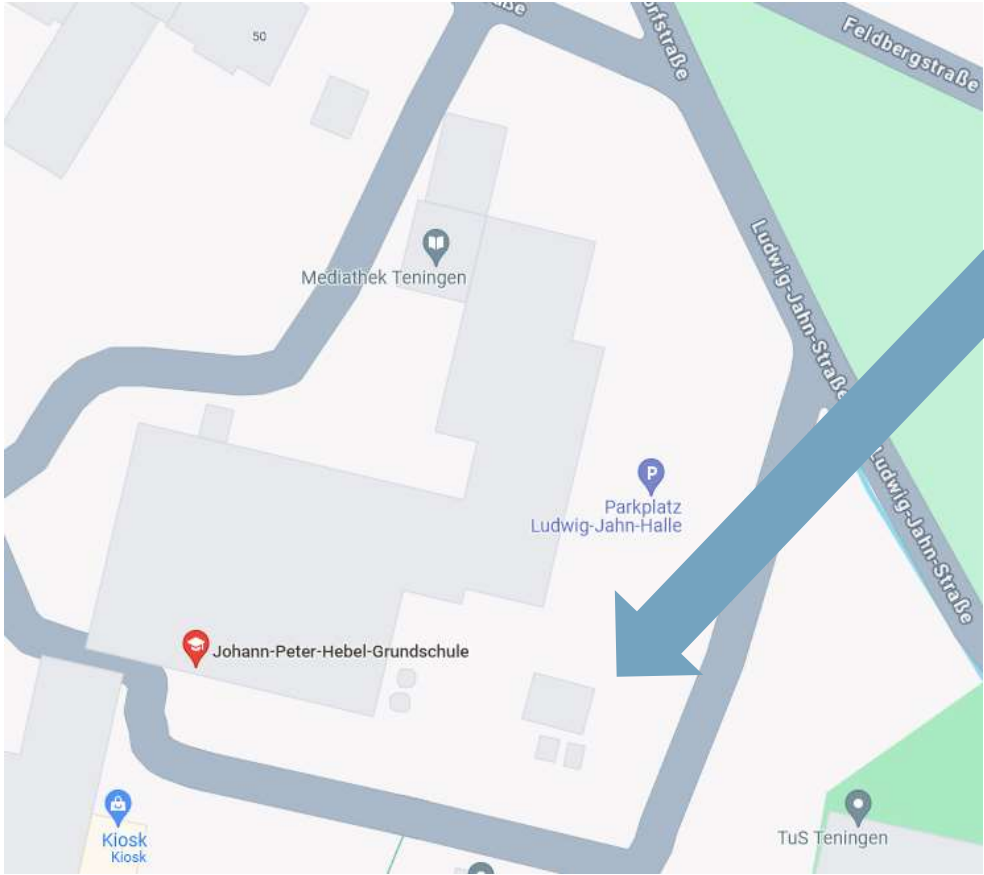 50
Feldbergstraße
Mediathek Teningen
Ludwig-Jahn-Straße
Parkplatz
Ludwig-Jahn-Halle
Ludwig-Jahn-Straße
Johann-Peter-Hebel-Grundschule
Kiosk
Kiosk
TuS Teningen